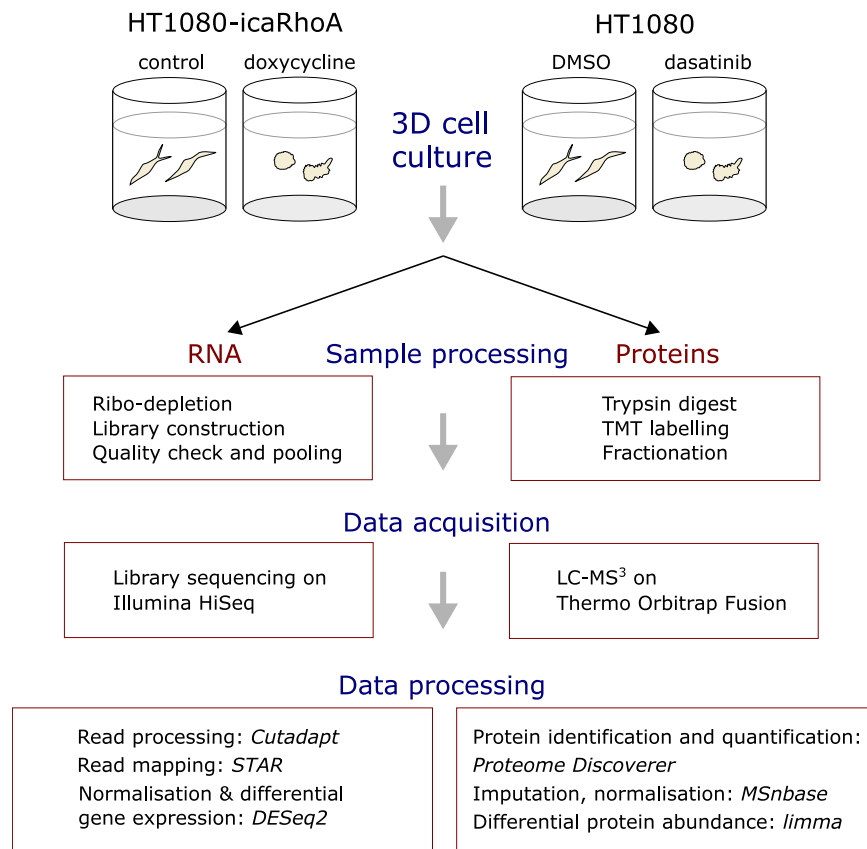 HT1080-icaRhoA
HT1080
control
doxycycline
DMSO
dasatinib
3D cell
culture
RNA
Sample processing
Proteins
Ribo-depletion
Library construction
Quality check and pooling
Trypsin digest
TMT labelling
Fractionation
Data acquisition
Library sequencing on
Illumina HiSeq
LC-MS³ on
Thermo Orbitrap Fusion
Data processing
Read processing: Cutadapt
Read mapping: STAR
Normalisation & differential
gene expression: DESeq2
Protein identification and quantification:
Proteome Discoverer
Imputation, normalisation: MSnbase
Differential protein abundance: limma